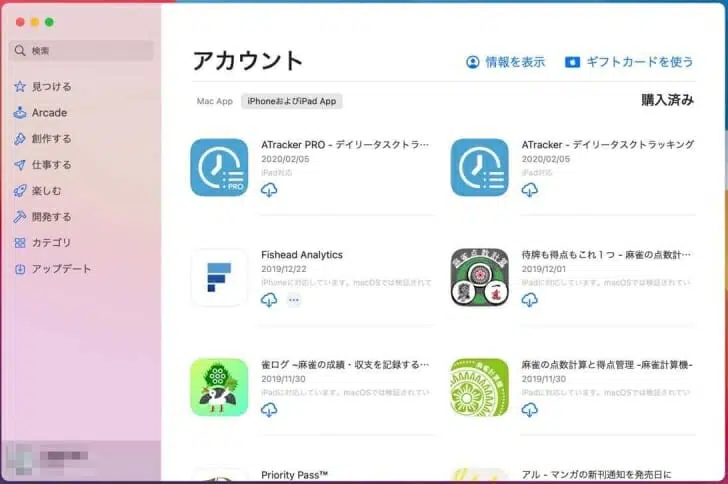 検索
見つける
Arcade
創作する
仕事する
楽しむ
開発する
カテゴリ
アップデート
アカウント
情報を表示
ギフトカードを使う
Mac App
iPhoneおよびiPad App
購入済み
ATracker PRO - デイリータスクトラ…
2020/02/05
iPad対応
PRO
ATracker - デイリータスクトラッキング
2020/02/05
iPad対応
Fishead Analytics
2019/12/22
iPhoneに対応しています。macOSでは検証されて
待牌も得点もこれ1つ - 麻雀の点数計…
2019/12/01
iPadに対応しています。macOSでは検証されてい
麻雀点数計算
雀ログ ~麻雀の成績・収支を記録する…
2019/11/30
iPadに対応しています。macOSでは検証されてい
麻雀の点数計算と得点管理 -麻雀計算機-
2019/11/30
iPadに対応しています。macOSでは検証されてい
Priority Pass™
アル - マンガの新刊通知を発売日に